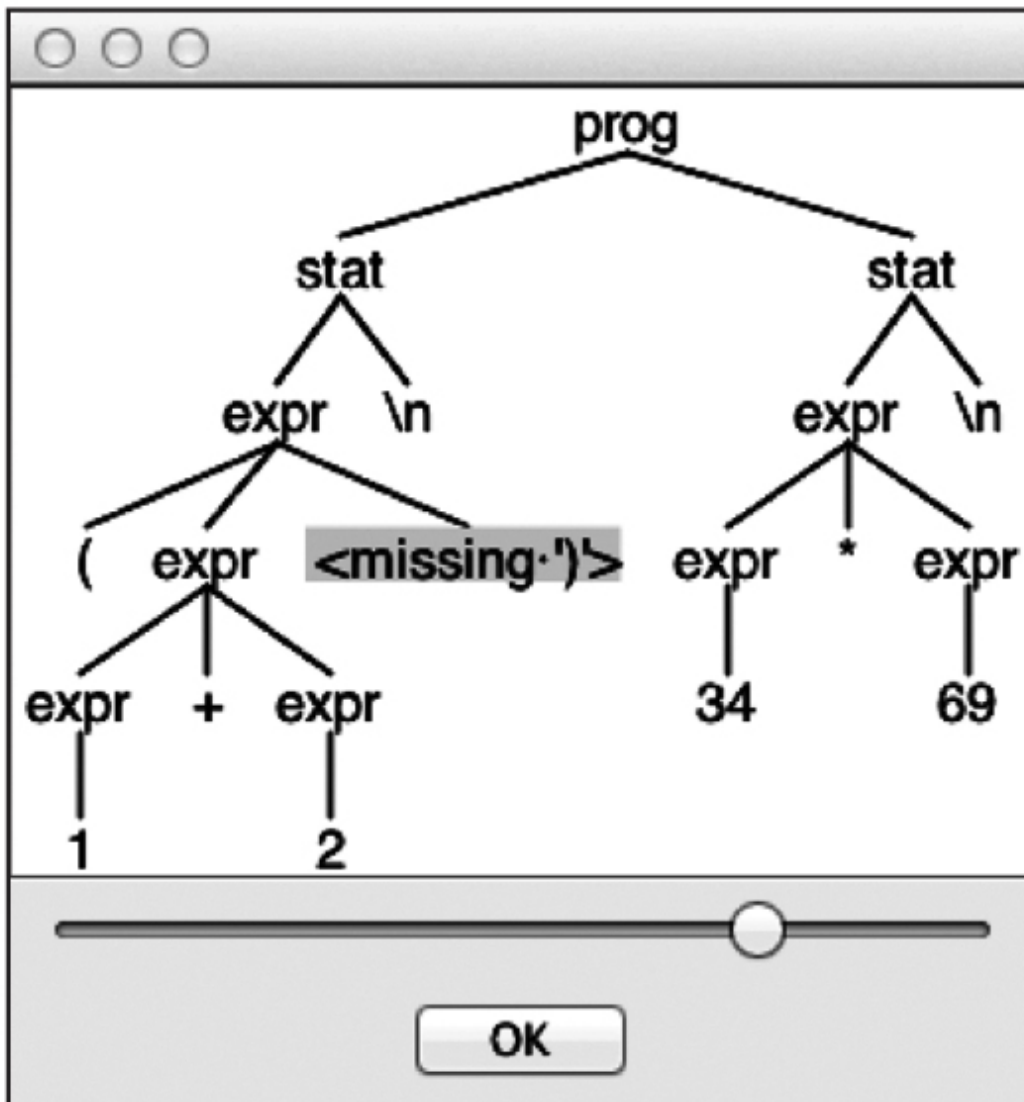 prog
stat stat
expr \n expr \n
( expr <missing·')'> expr * expr
expr + expr 34 69
1 2
OK